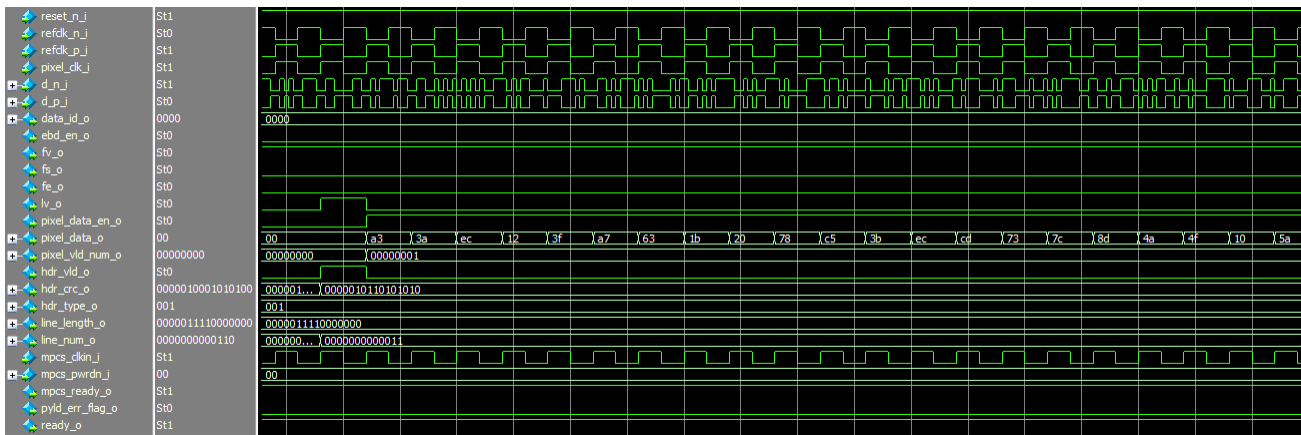 reset_n_i St1
refclk_n_i St0
refclk_p_i St1
pixel_clk_i St1
d_n_i St1
d_p_i St0
data_id_o 0000 0000
ebd_en_o St0
fv_o St0
fs_o St0
fe_o St0
lv_o St0
pixel_data_en_o St0
pixel_data_o 00 00 a3 3a ec 12 3f a7 63 1b 20 78 c5 3b ec cd 73 7c 8d 4a 4f 10 5a
pixel_vld_num_o 00000000 00000000 00000001
hdr_vld_o St0
hdr_crc_o 0000010001010100 000001... 0000010110101010
hdr_type_o 001 001
line_length_o 0000011110000000 0000011110000000
line_num_o 0000000000110 000000... 0000000000011
mpcs_clkin_i St1
mpcs_pwrdn_i 00 00
mpcs_ready_o St1
pyld_err_flag_o St0
ready_o St1